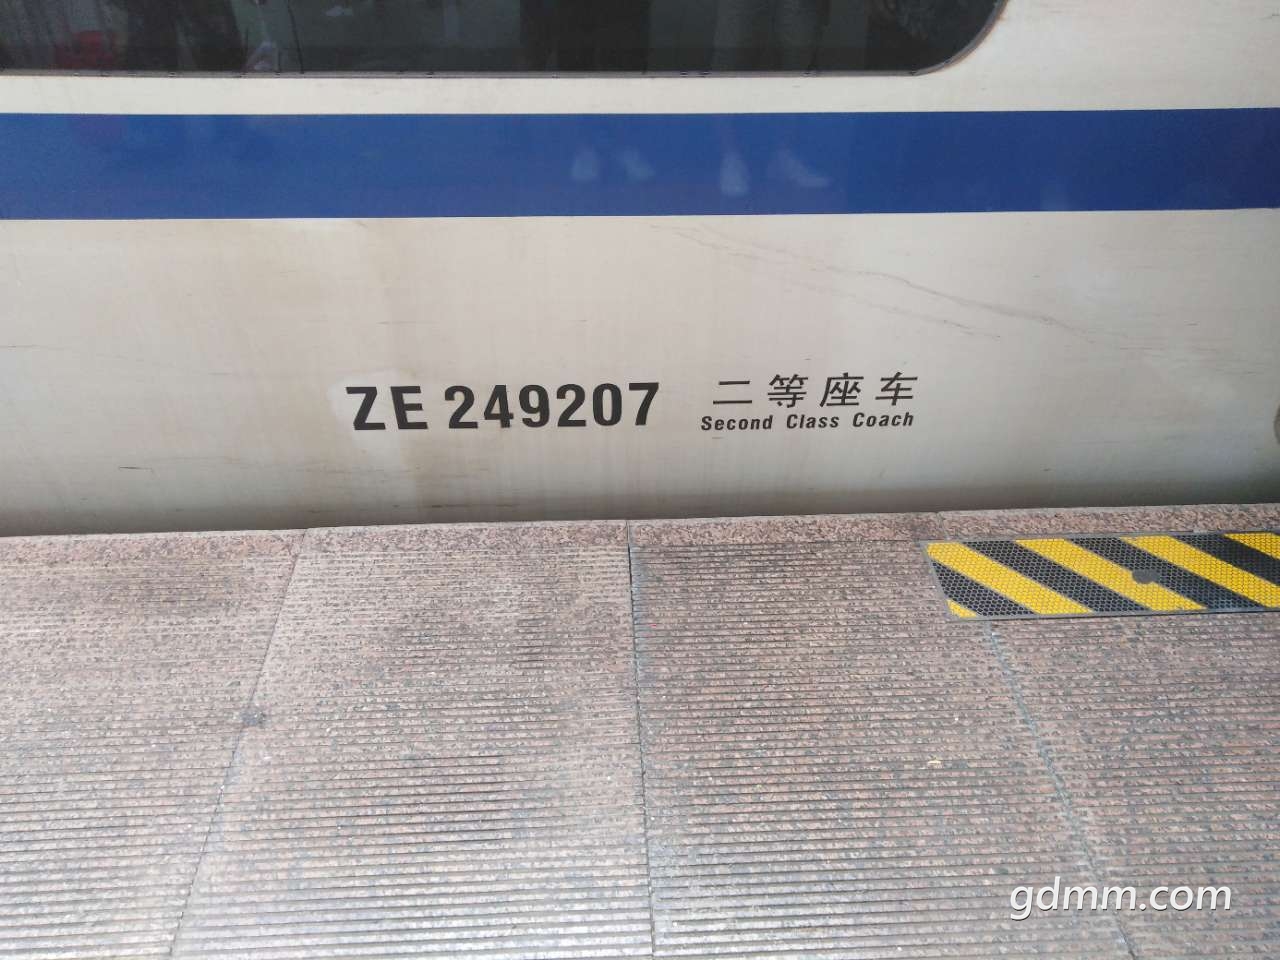 ZE 249207 二等座车
Second Class Coach
gdmm.com